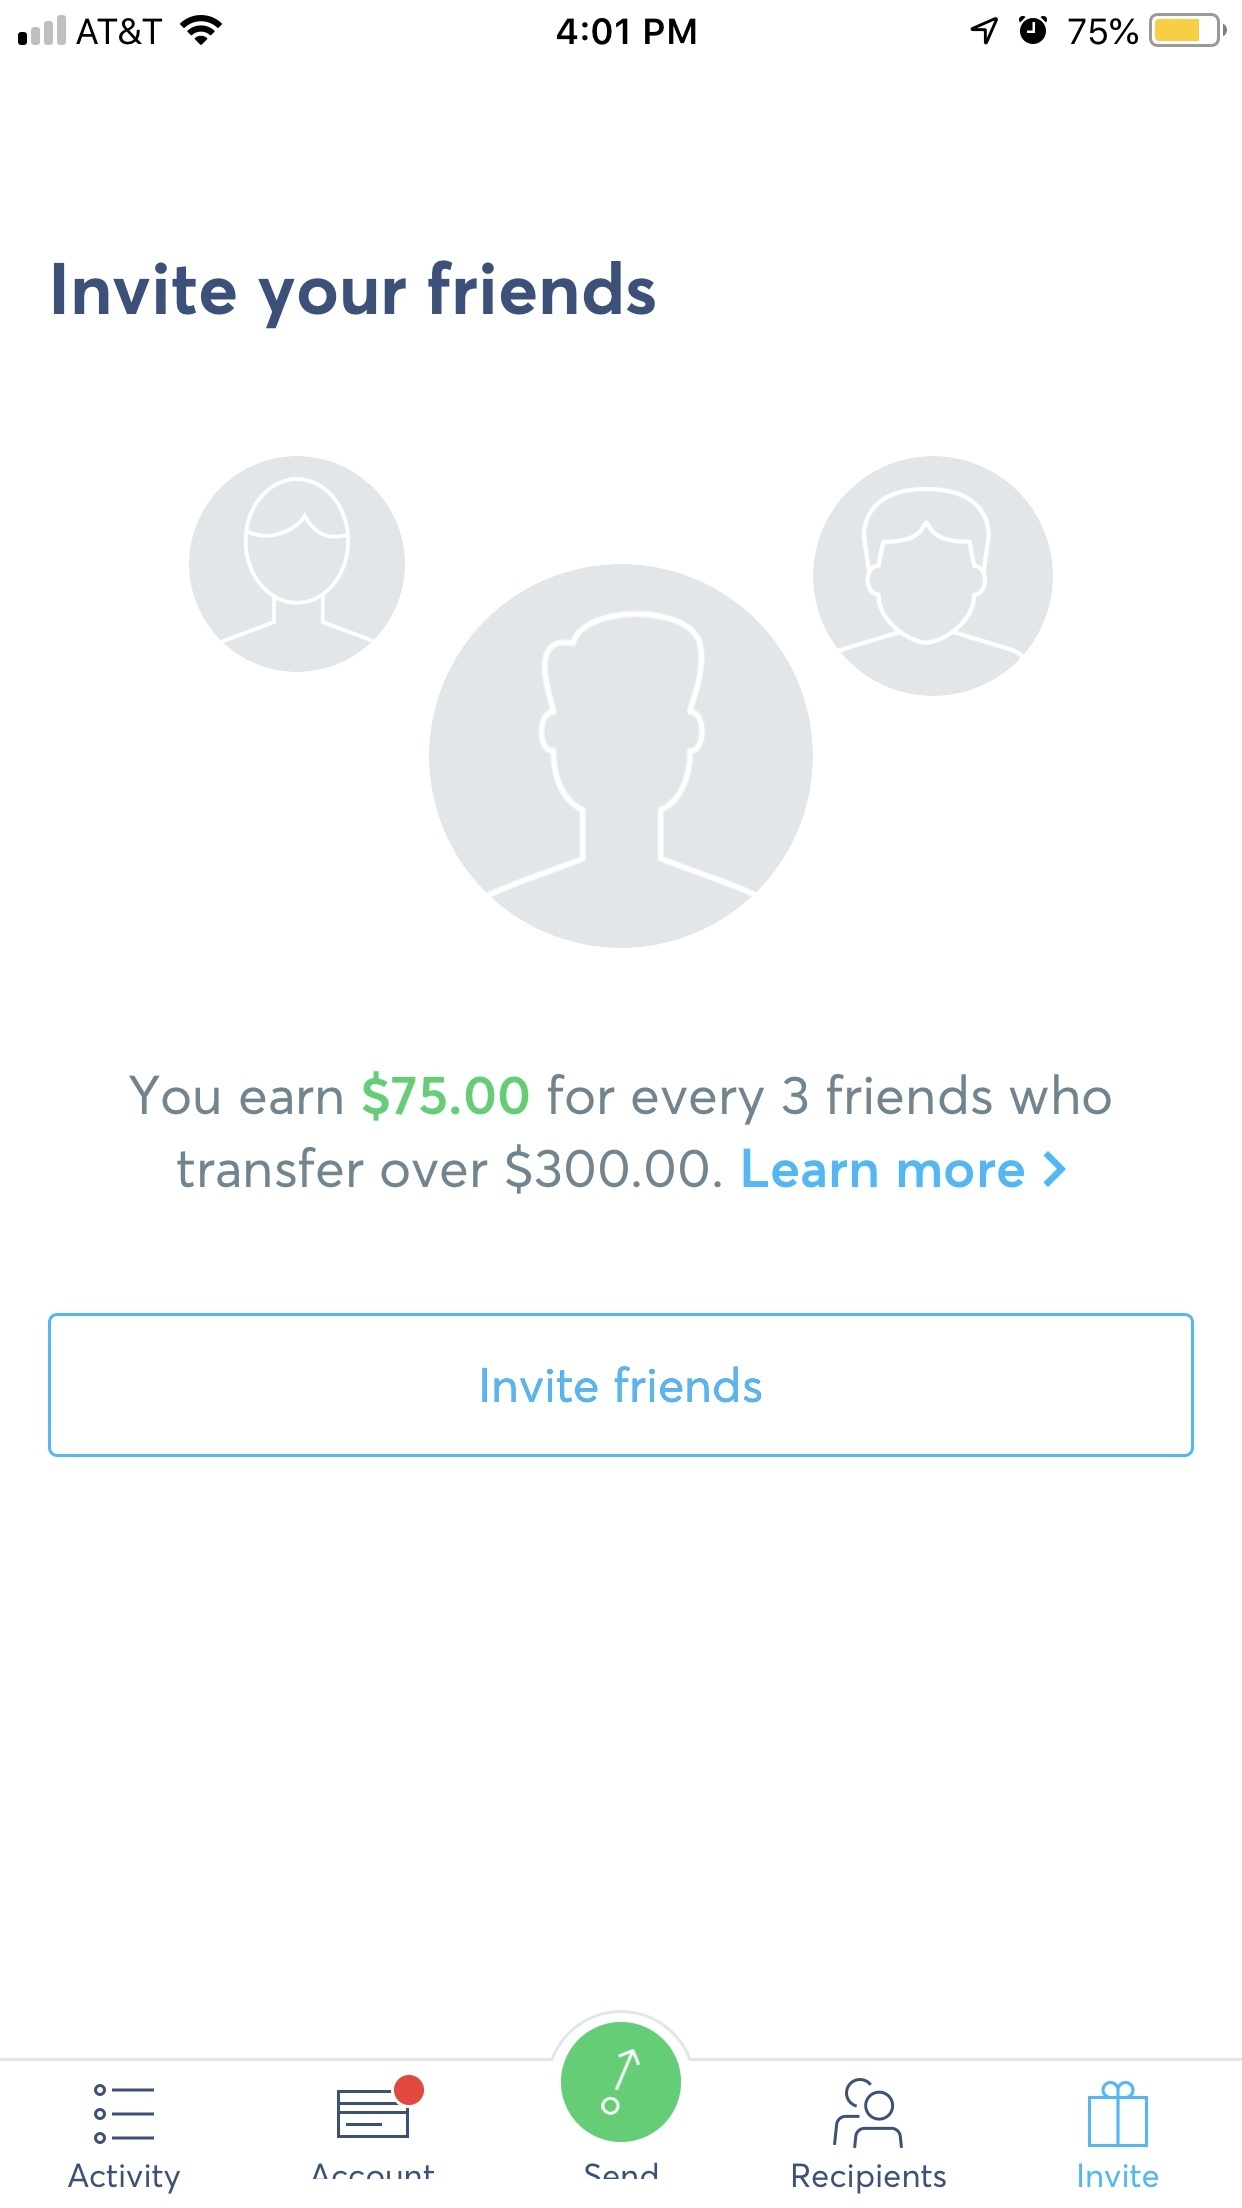 AT&T 4:01 PM 75%
Invite your friends
You earn $75.00 for every 3 friends who
transfer over $300.00. Learn more
Invite friends
Activity Account Send Recipients Invite